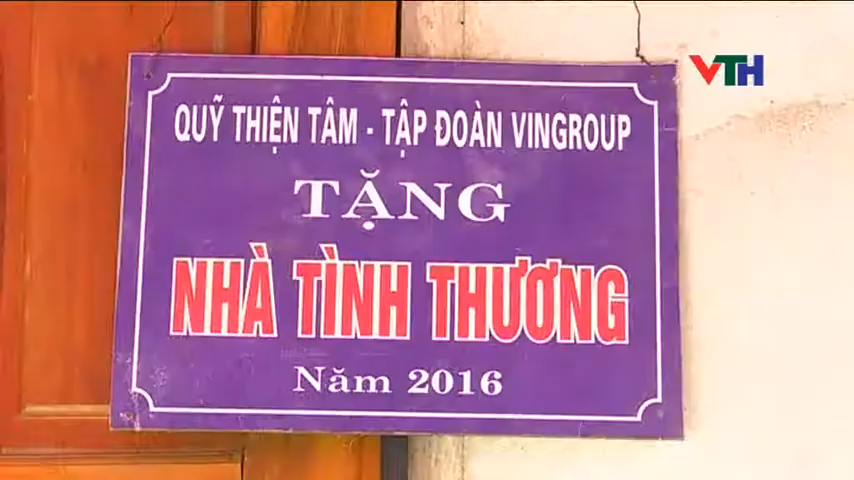 VTH
QUỸ THIỆN TÂM - TẬP ĐOÀN VINGROUP
TẶNG
NHÀ TÌNH THƯƠNG
Năm 2016